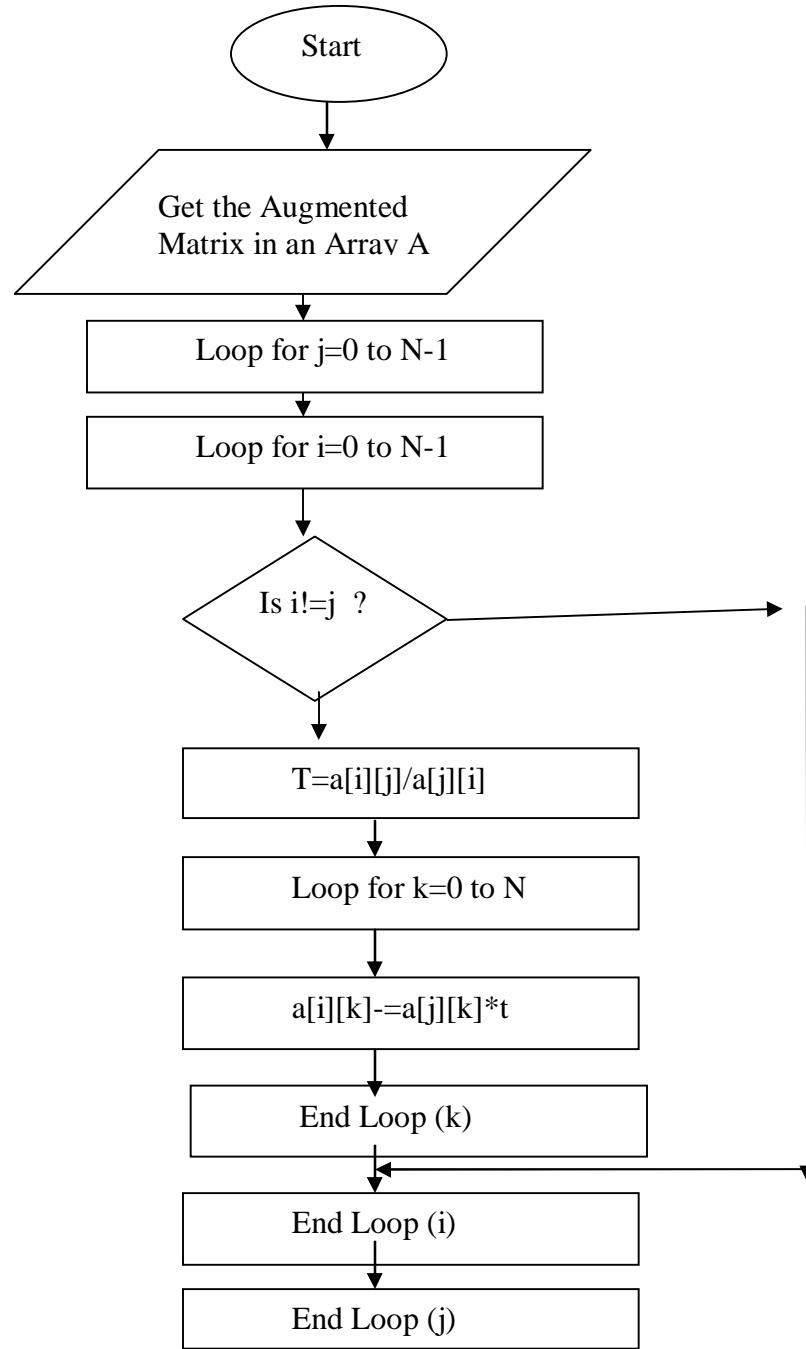 Start
Get the Augmented
Matrix in an Array A
Loop for j=0 to N-1
Loop for i=0 to N-1
Is i!=j ?
T=a[i][j]/a[j][i]
Loop for k=0 to N
a[i][k]-=a[j][k]*t
End Loop (k)
End Loop (i)
End Loop (j)